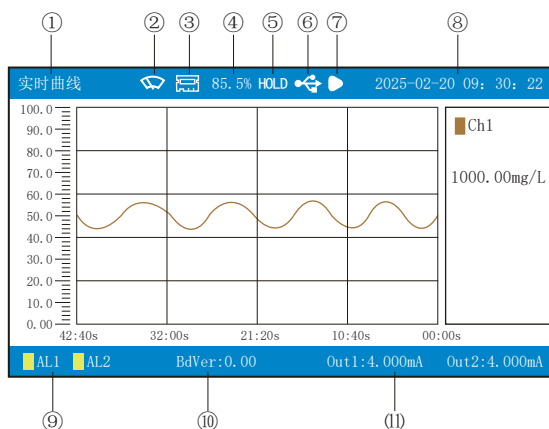 ① ② ③ ④ ⑤ ⑥ ⑦ ⑧
实时曲线 85.5% HOLD 2025-02-20 09: 30: 22
100.0
90.0
80.0
70.0
60.0
50.0
40.0
30.0
20.0
10.0
0.00
42:40s 32:00s 21:20s 10:40s 00:00s
Ch1
1000.00mg/L
AL1 AL2 BdVer:0.00 Out1:4.000mA Out2:4.000mA
⑨ ⑩ ⑪